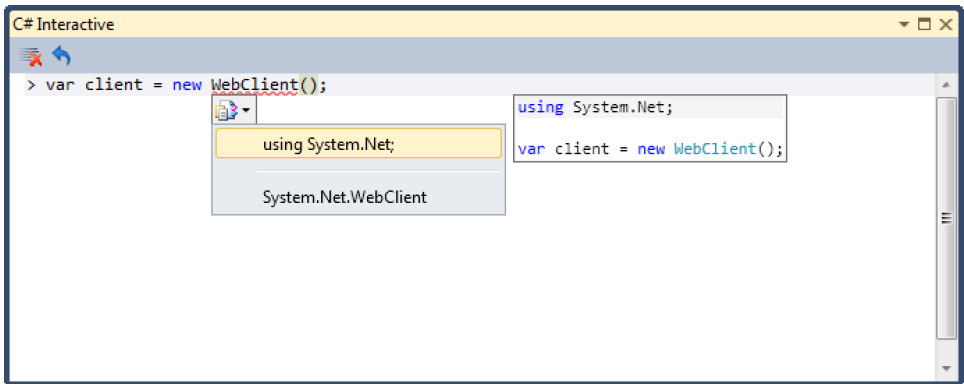 C# Interactive
> var client = new WebClient();
using System.Net;
System.Net.WebClient
using System.Net;
var client = new WebClient();